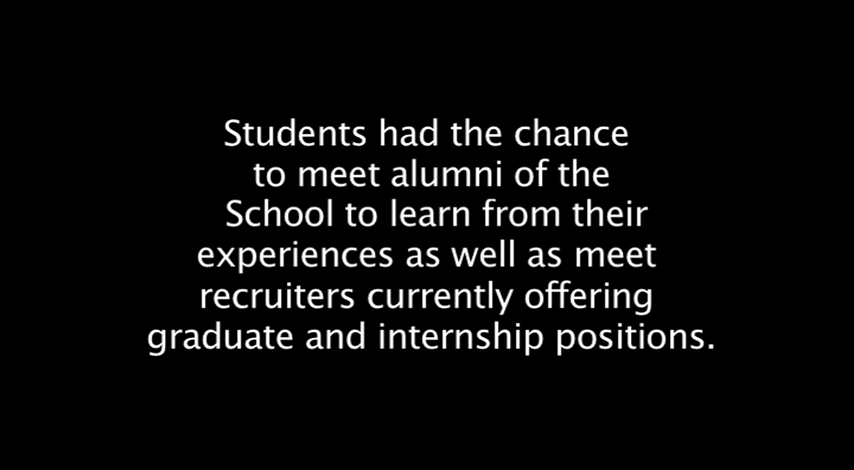 Students had the chance
to meet alumni of the
School to learn from their
experiences as well as meet
recruiters currently offering
graduate and internship positions.